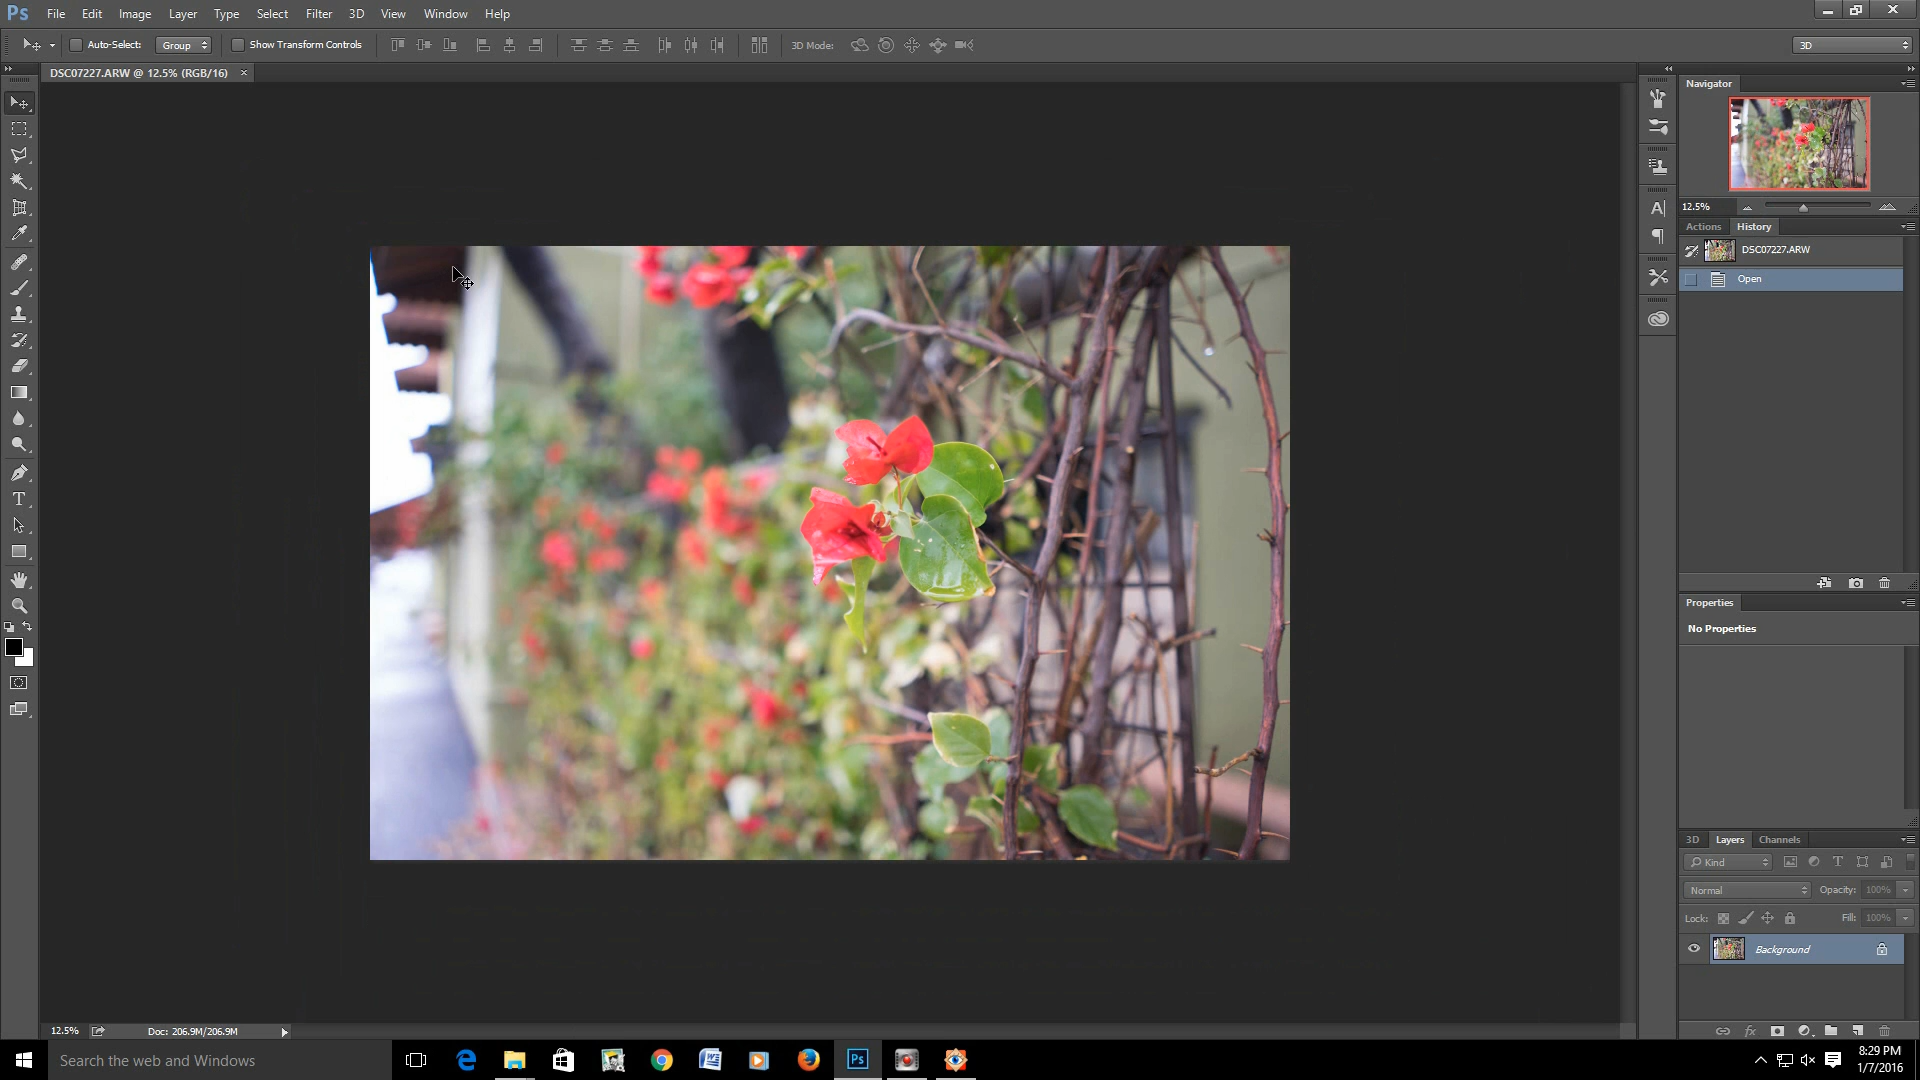 Ps File Edit Image Layer Type Select Filter 3D View Window Help
Auto-Select: Group Show Transform Controls 3D Mode: 3D
DSC07227.ARW @ 12.5% (RGB/16) ×
Navigator
12.5%
Actions History
DSC07227.ARW
Open
Properties
No Properties
3D Layers Channels
Kind
Normal Opacity: 100%
Lock: Fill: 100%
Background
12.5% Doc: 206.9M/206.9M
Search the web and Windows
8:29 PM
1/7/2016